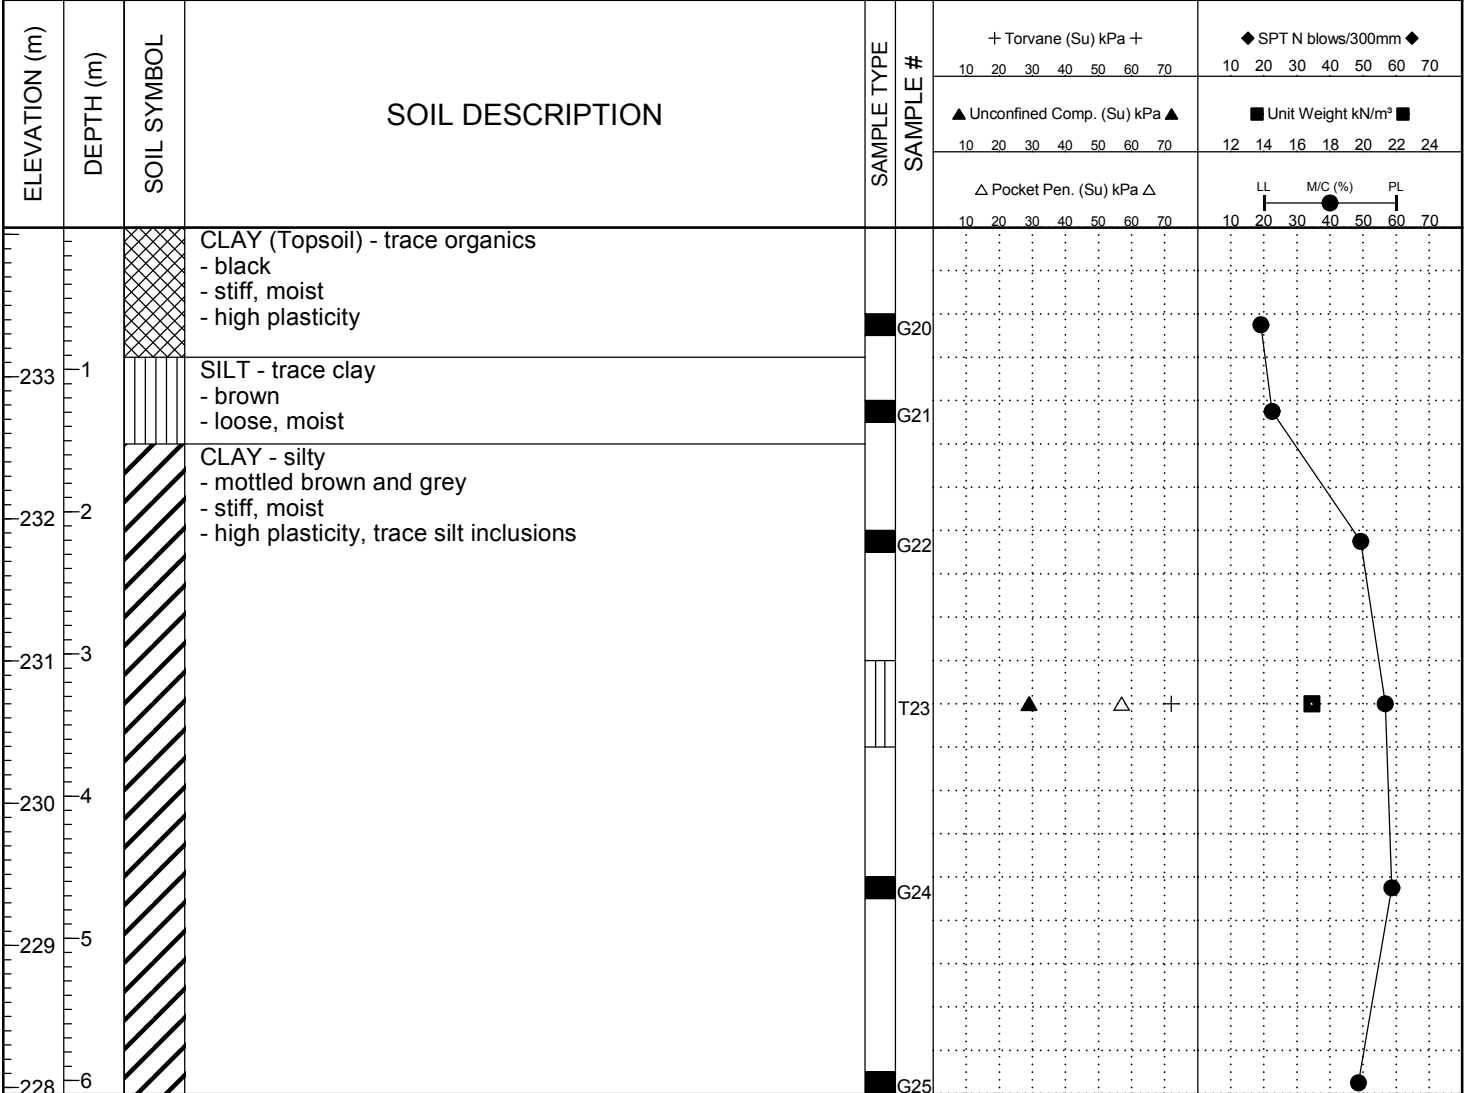 ELEVATION (m)
DEPTH (m)
SOIL SYMBOL
SOIL DESCRIPTION
SAMPLE TYPE
SAMPLE #
+ Torvane (Su) kPa +
10 20 30 40 50 60 70
▲ Unconfined Comp. (Su) kPa ▲
10 20 30 40 50 60 70
△ Pocket Pen. (Su) kPa △
10 20 30 40 50 60 70
◆ SPT N blows/300mm ◆
10 20 30 40 50 60 70
■ Unit Weight kN/m³ ■
12 14 16 18 20 22 24
LL M/C (%) PL
10 20 30 40 50 60 70
CLAY (Topsoil) - trace organics
- black
- stiff, moist
- high plasticity
G20
233
1
SILT - trace clay
- brown
- loose, moist
G21
CLAY - silty
- mottled brown and grey
- stiff, moist
- high plasticity, trace silt inclusions
232
2
G22
231
3
T23
230
4
G24
229
5
228
6
G25